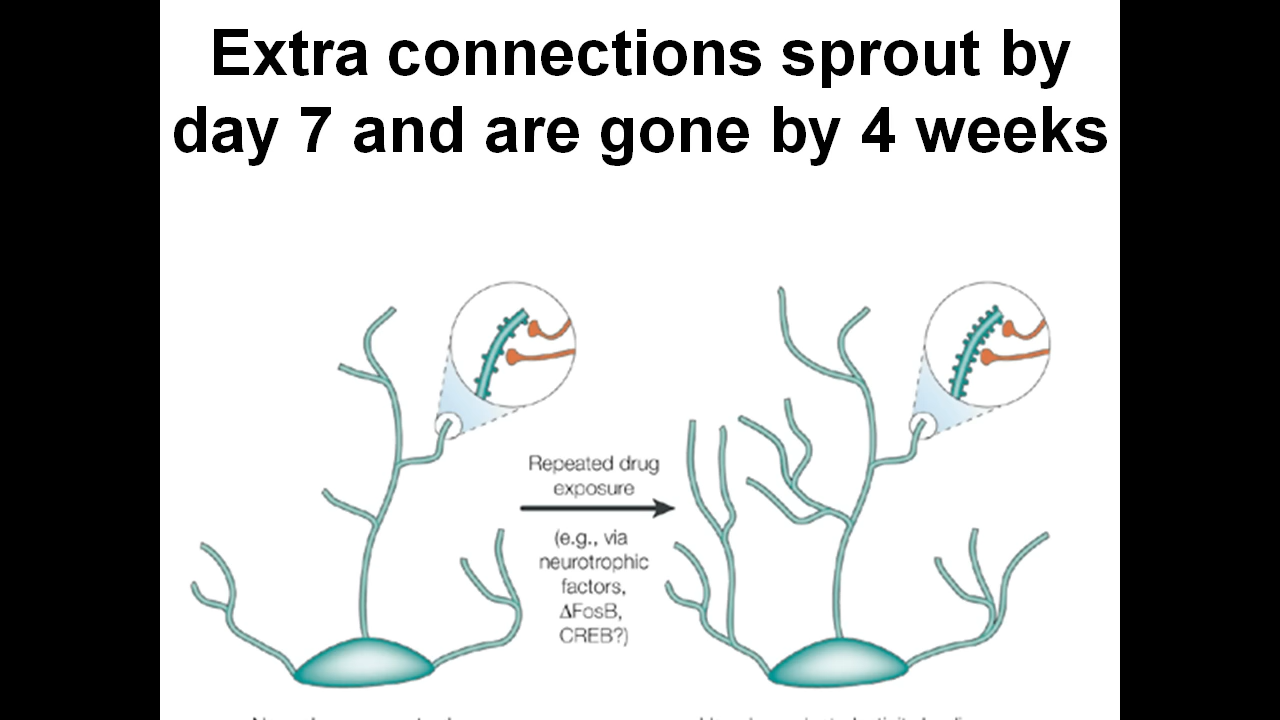 Extra connections sprout by
day 7 and are gone by 4 weeks
Repeated drug
exposure
(e.g., via
neurotrophic
factors,
ΔFosB,
CREB?)